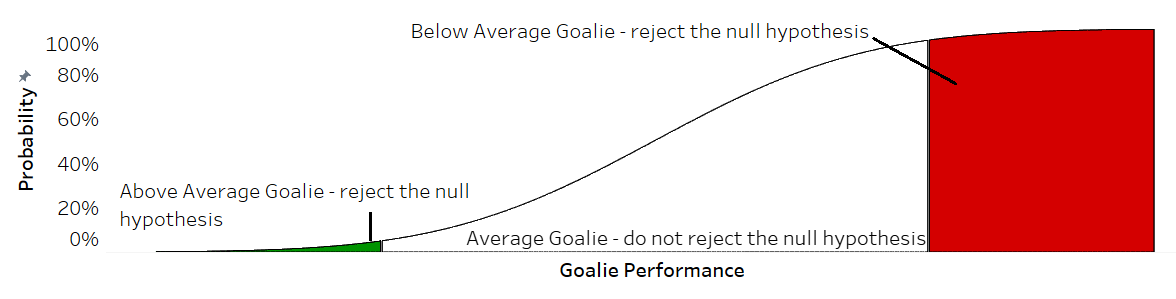 Below Average Goalie - reject the null hypothesis
100%
80%
60%
40%
20%
0%
Probability
Above Average Goalie - reject the null
hypothesis
Average Goalie - do not reject the null hypothesis
Goalie Performance